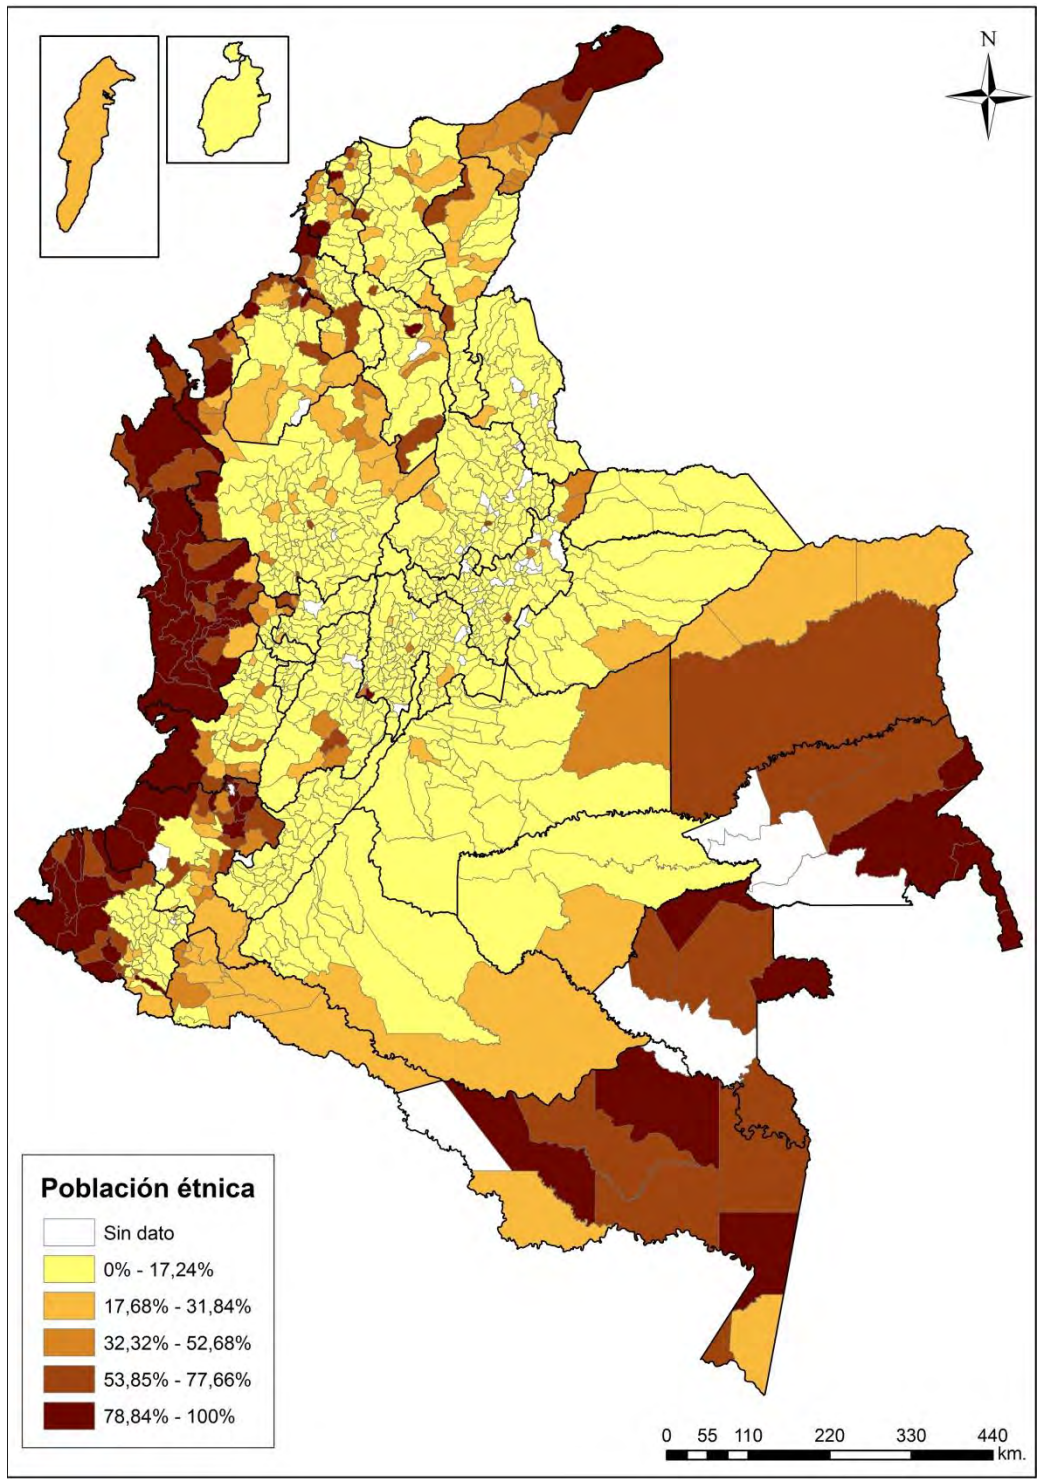 N
Población étnica
Sin dato
0% - 17,24%
17,68% - 31,84%
32,32% - 52,68%
53,85% - 77,66%
78,84% - 100%
0 55 110 220 330 440
km.